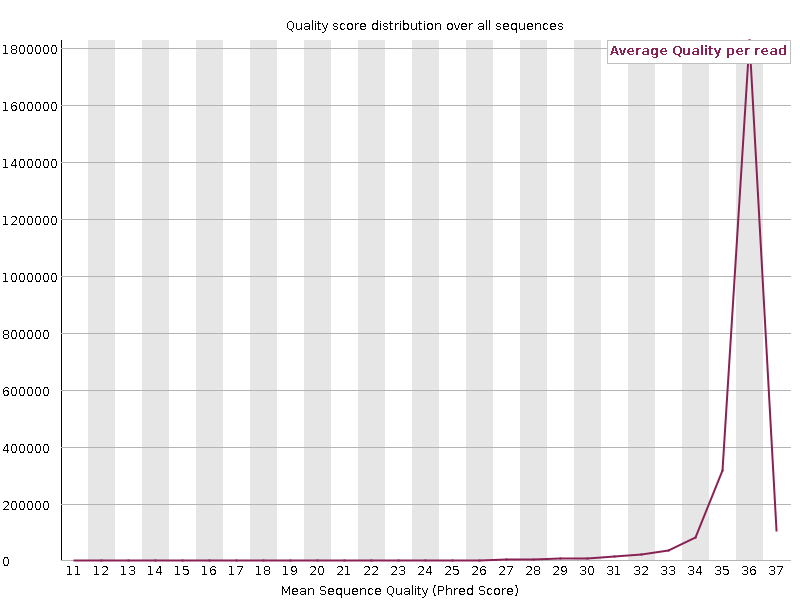 Quality score distribution over all sequences
Average Quality per read
1800000
1600000
1400000
1200000
1000000
800000
600000
400000
200000
0
11 12 13 14 15 16 17 18 19 20 21 22 23 24 25 26 27 28 29 30 31 32 33 34 35 36 37
Mean Sequence Quality (Phred Score)